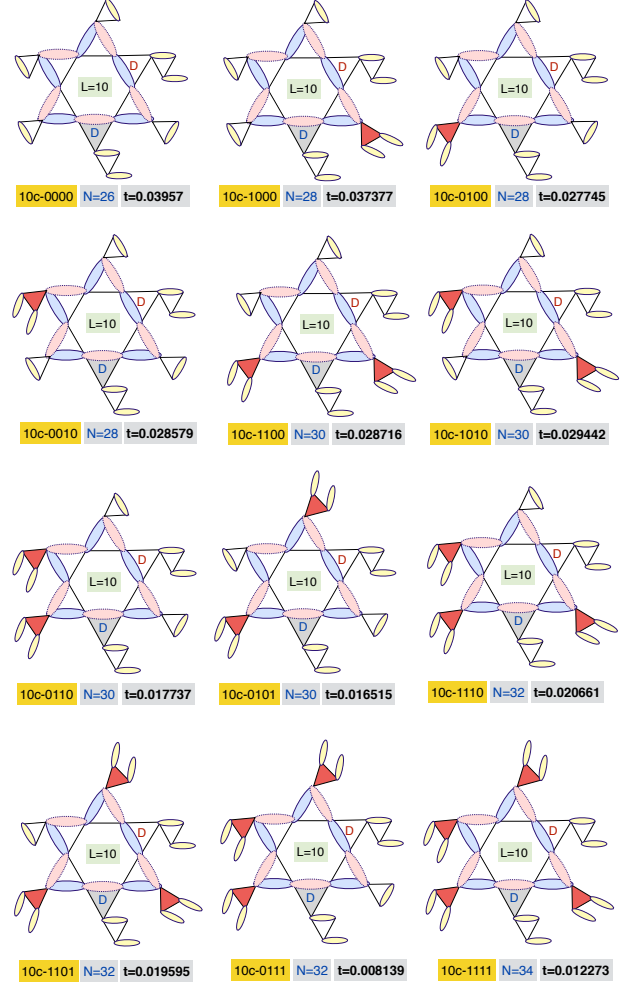 D D D
L=10 L=10 L=10
D D D
10c-0000 N=26 t=0.03957 10c-1000 N=28 t=0.037377 10c-0100 N=28 t=0.027745
D D D
L=10 L=10 L=10
D D D
10c-0010 N=28 t=0.028579 10c-1100 N=30 t=0.028716 10c-1010 N=30 t=0.029442
D D D
L=10 L=10 L=10
D D D
10c-0110 N=30 t=0.017737 10c-0101 N=30 t=0.016515 10c-1110 N=32 t=0.020661
D D D
L=10 L=10 L=10
D D D
10c-1101 N=32 t=0.019595 10c-0111 N=32 t=0.008139 10c-1111 N=34 t=0.012273